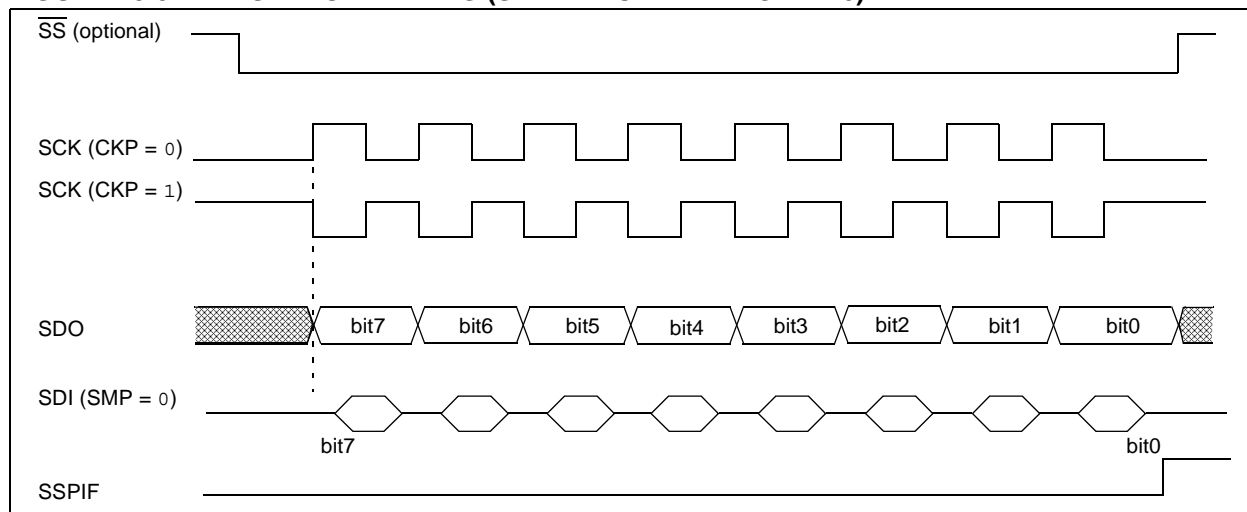 SS (optional)
SCK (CKP = 0)
SCK (CKP = 1)
SDO
bit7
bit6
bit5
bit4
bit3
bit2
bit1
bit0
SDI (SMP = 0)
bit7
bit0
SSPIF